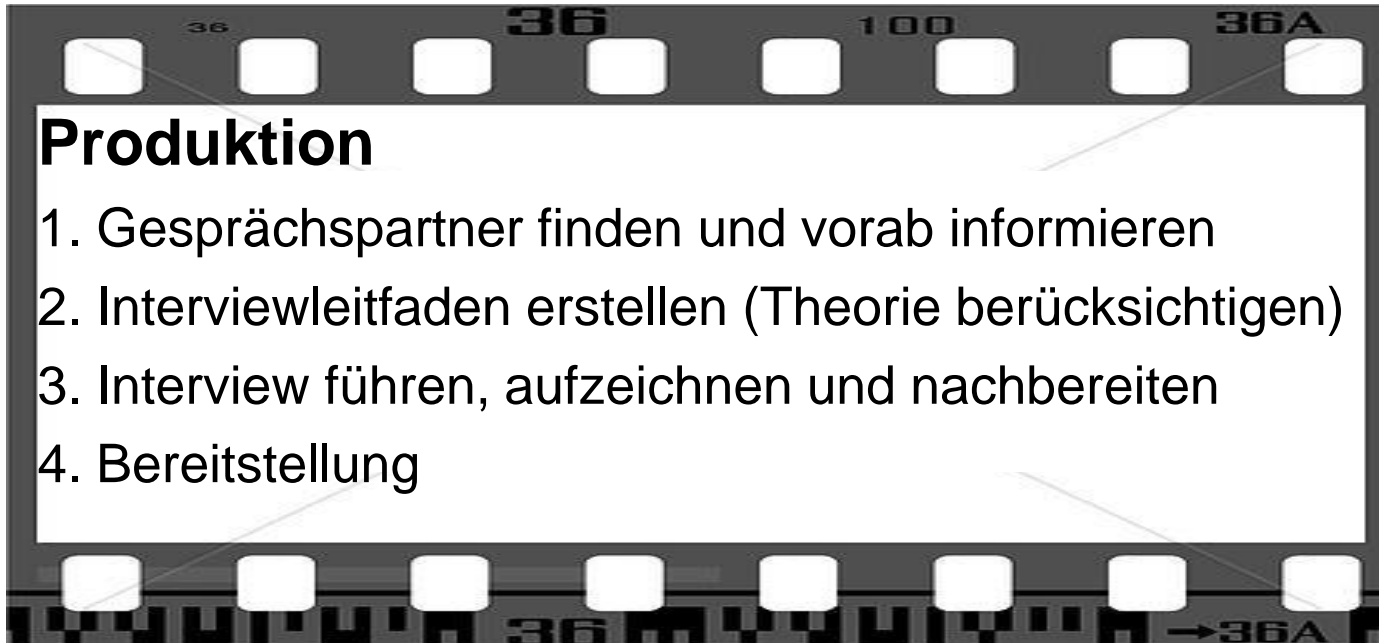 36 36 100 36A
Produktion
1. Gesprächspartner finden und vorab informieren
2. Interviewleitfaden erstellen (Theorie berücksichtigen)
3. Interview führen, aufzeichnen und nachbereiten
4. Bereitstellung
36 →36A